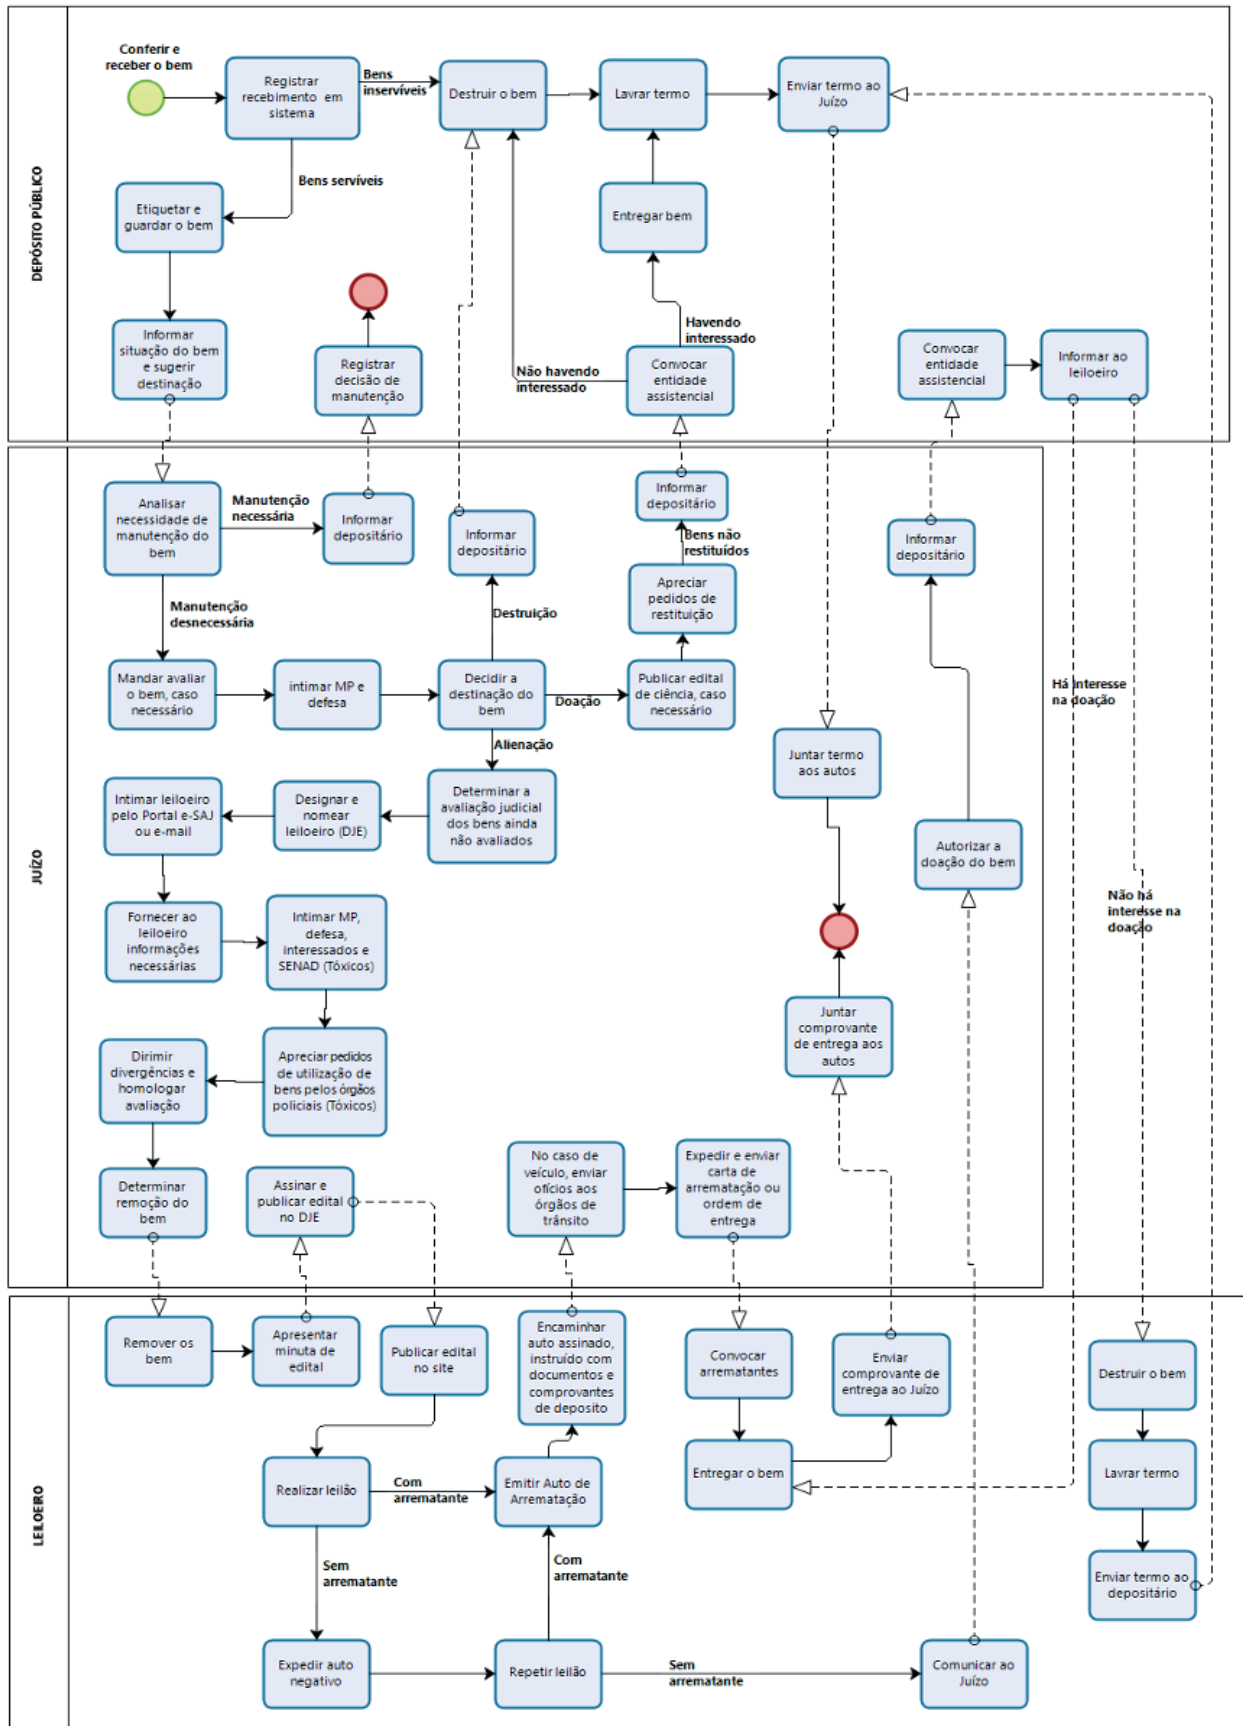 DEPÓSITO PÚBLICO
Conferir e
receber o bem
Registrar
recebimento em
sistema
Bens
inservíveis
Destruir o bem
Lavrar termo
Enviar termo ao
Juízo
Bens servíveis
Etiquetar e
guardar o bem
Entregar bem
Informar
situação do bem
e sugerir
destinação
Registrar
decisão de
manutenção
Não havendo
interessado
Havendo
interessado
Convocar
entidade
assistencial
Convocar
entidade
assistencial
Informar ao
leiloeiro
JUÍZO
Analisar
necessidade de
manutenção do
bem
Manutenção
necessária
Informar
depositário
Informar
depositário
Informar
depositário
Bens não
restituídos
Informar
depositário
Apreciar
pedidos de
restituição
Manutenção
desnecessária
Destruição
Mandar avaliar
o bem, caso
necessário
intimar MP e
defesa
Decidir a
destinação do
bem
Doação
Publicar edital
de ciência, caso
necessário
Há interesse
na doação
Alienação
Juntar termo
aos autos
Intimar leiloeiro
pelo Portal e-SAJ
ou e-mail
Designar e
nomear
leiloeiro (DJE)
Determinar a
avaliação judicial
dos bens ainda
não avaliados
Autorizar a
doação do bem
Não há
interesse na
doação
Fornecer ao
leiloeiro
informações
necessárias
Intimar MP,
defesa,
interessados e
SENAD (Tóxicos)
Juntar
comprovante
de entrega aos
autos
Dirimir
divergências e
homologar
avaliação
Apreciar pedidos
de utilização de
bens pelos órgãos
policiais (Tóxicos)
Determinar
remoção do
bem
Assinar e
publicar edital
no DJE
No caso de
veículo, enviar
ofícios aos
órgãos de
trânsito
Expedir e enviar
carta de
arrematação ou
ordem de
entrega
LEILOEIRO
Remover os
bem
Apresentar
minuta de
edital
Publicar edital
no site
Encaminhar
auto assinado,
instruído com
documentos e
comprovantes
de deposito
Convocar
arrematantes
Enviar
comprovante de
entrega ao Juízo
Destruir o bem
Realizar leilão
Com
arrematante
Emitir Auto de
Arrematação
Entregar o bem
Lavrar termo
Sem
arrematante
Com
arrematante
Enviar termo ao
depositário
Expedir auto
negativo
Repetir leilão
Sem
arrematante
Comunicar ao
Juízo